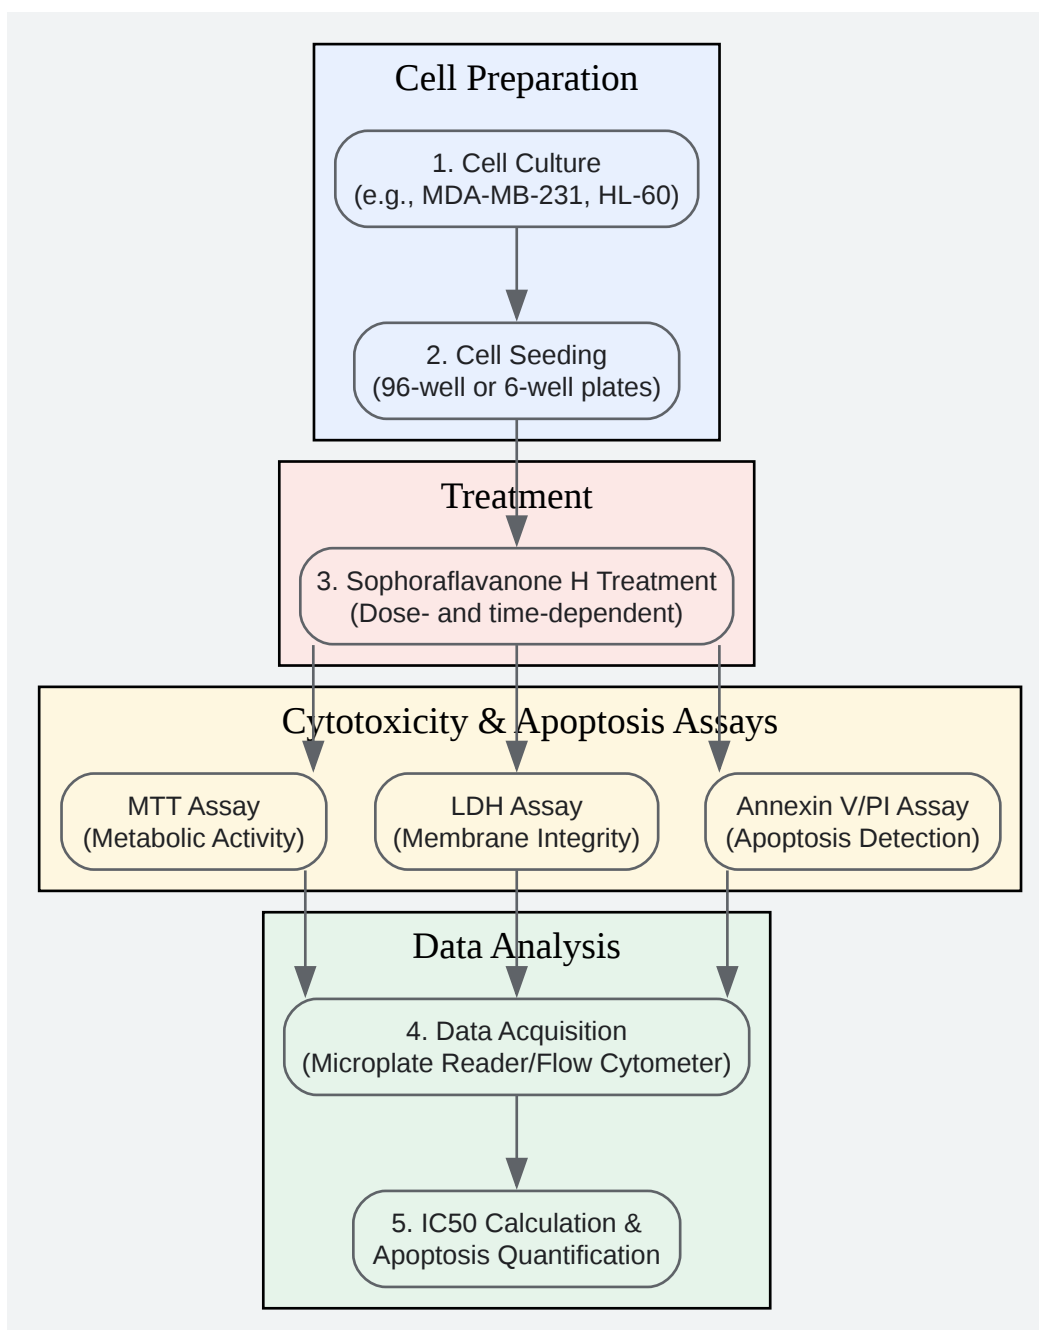 Cell Preparation
1. Cell Culture
(e.g., MDA-MB-231, HL-60)
2. Cell Seeding
(96-well or 6-well plates)
Treatment
3. Sophoraflavanone H Treatment
(Dose- and time-dependent)
Cytotoxicity & Apoptosis Assays
MTT Assay
(Metabolic Activity)
LDH Assay
(Membrane Integrity)
Annexin V/PI Assay
(Apoptosis Detection)
Data Analysis
4. Data Acquisition
(Microplate Reader/Flow Cytometer)
5. IC50 Calculation &
Apoptosis Quantification